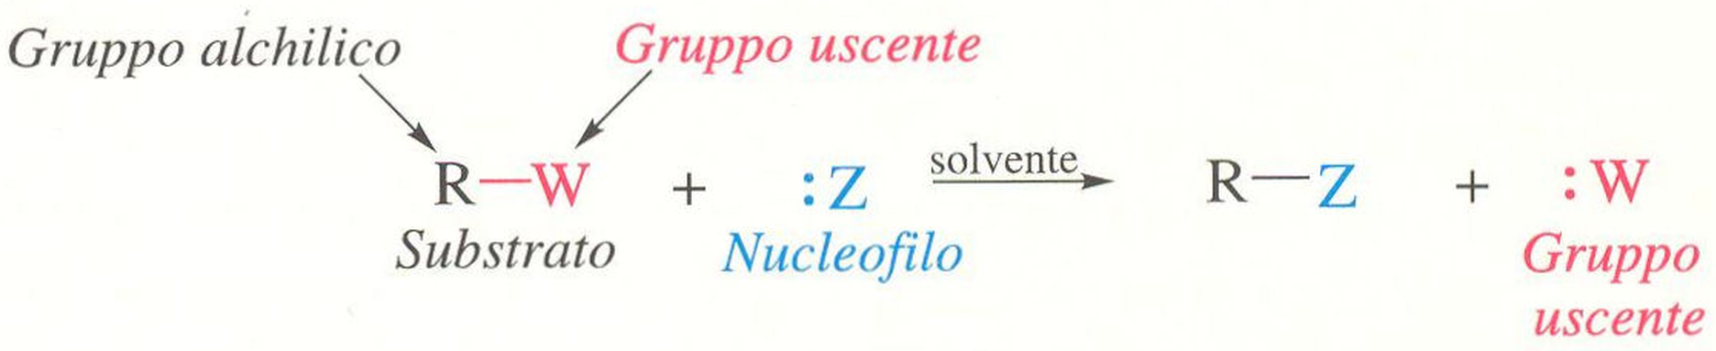 Gruppo alchilico Gruppo uscente
R—W + :Z solvente R—Z + :W
Substrato Nucleofilo Gruppo
uscente